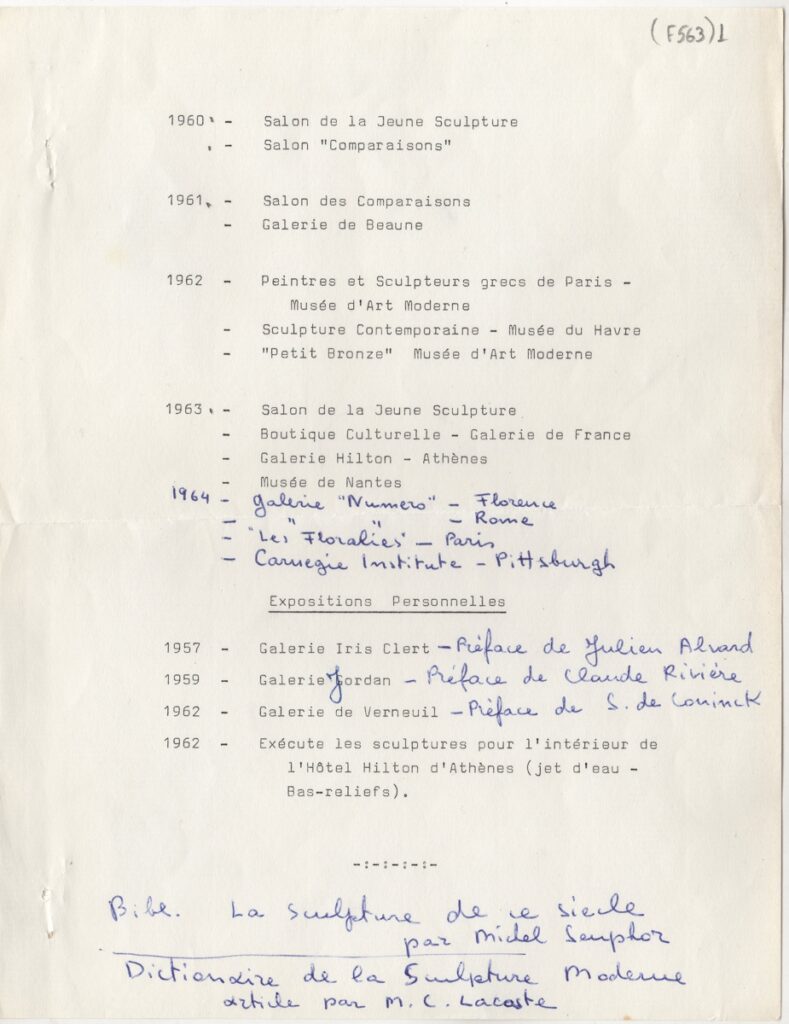 (F563)1
1960 - Salon de la Jeune Sculpture
- Salon "Comparaisons"
1961 - Salon des Comparaisons
- Galerie de Beaune
1962 - Peintres et Sculpteurs grecs de Paris -
Musée d'Art Moderne
- Sculpture Contemporaine - Musée du Havre
- "Petit Bronze" Musée d'Art Moderne
1963 - Salon de la Jeune Sculpture
- Boutique Culturelle - Galerie de France
- Galerie Hilton - Athènes
- Musée de Nantes
1964 - Galerie "Numero" - Florence
- " " - Rome
- "Les Floralies" - Paris
- Carnegie Institute - Pittsburgh
Expositions Personnelles
1957 - Galerie Iris Clert - Préface de Julien Alvard
1959 - Galerie Jordan - Préface de Claude Rivière
1962 - Galerie de Verneuil - Préface de S. de Coninck
1962 - Exécute les sculptures pour l'intérieur de
l'Hôtel Hilton d'Athènes (jet d'eau -
Bas-reliefs).
-:-:-:-:-
Bibl. La sculpture de ce siecle
par Michel Seuphor
Dictionaire de la Sculpture Moderne
article par M. C. Lacoste